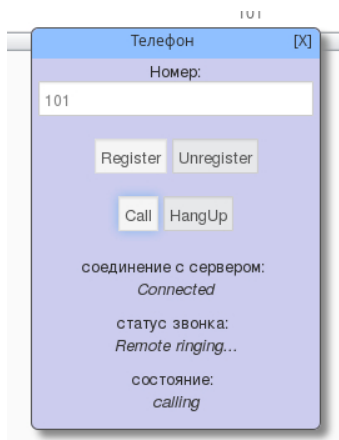 101
Телефон [X]
Номер:
101
Register Unregister
Call HangUp
соединение с сервером:
Connected
статус звонка:
Remote ringing...
состояние:
calling